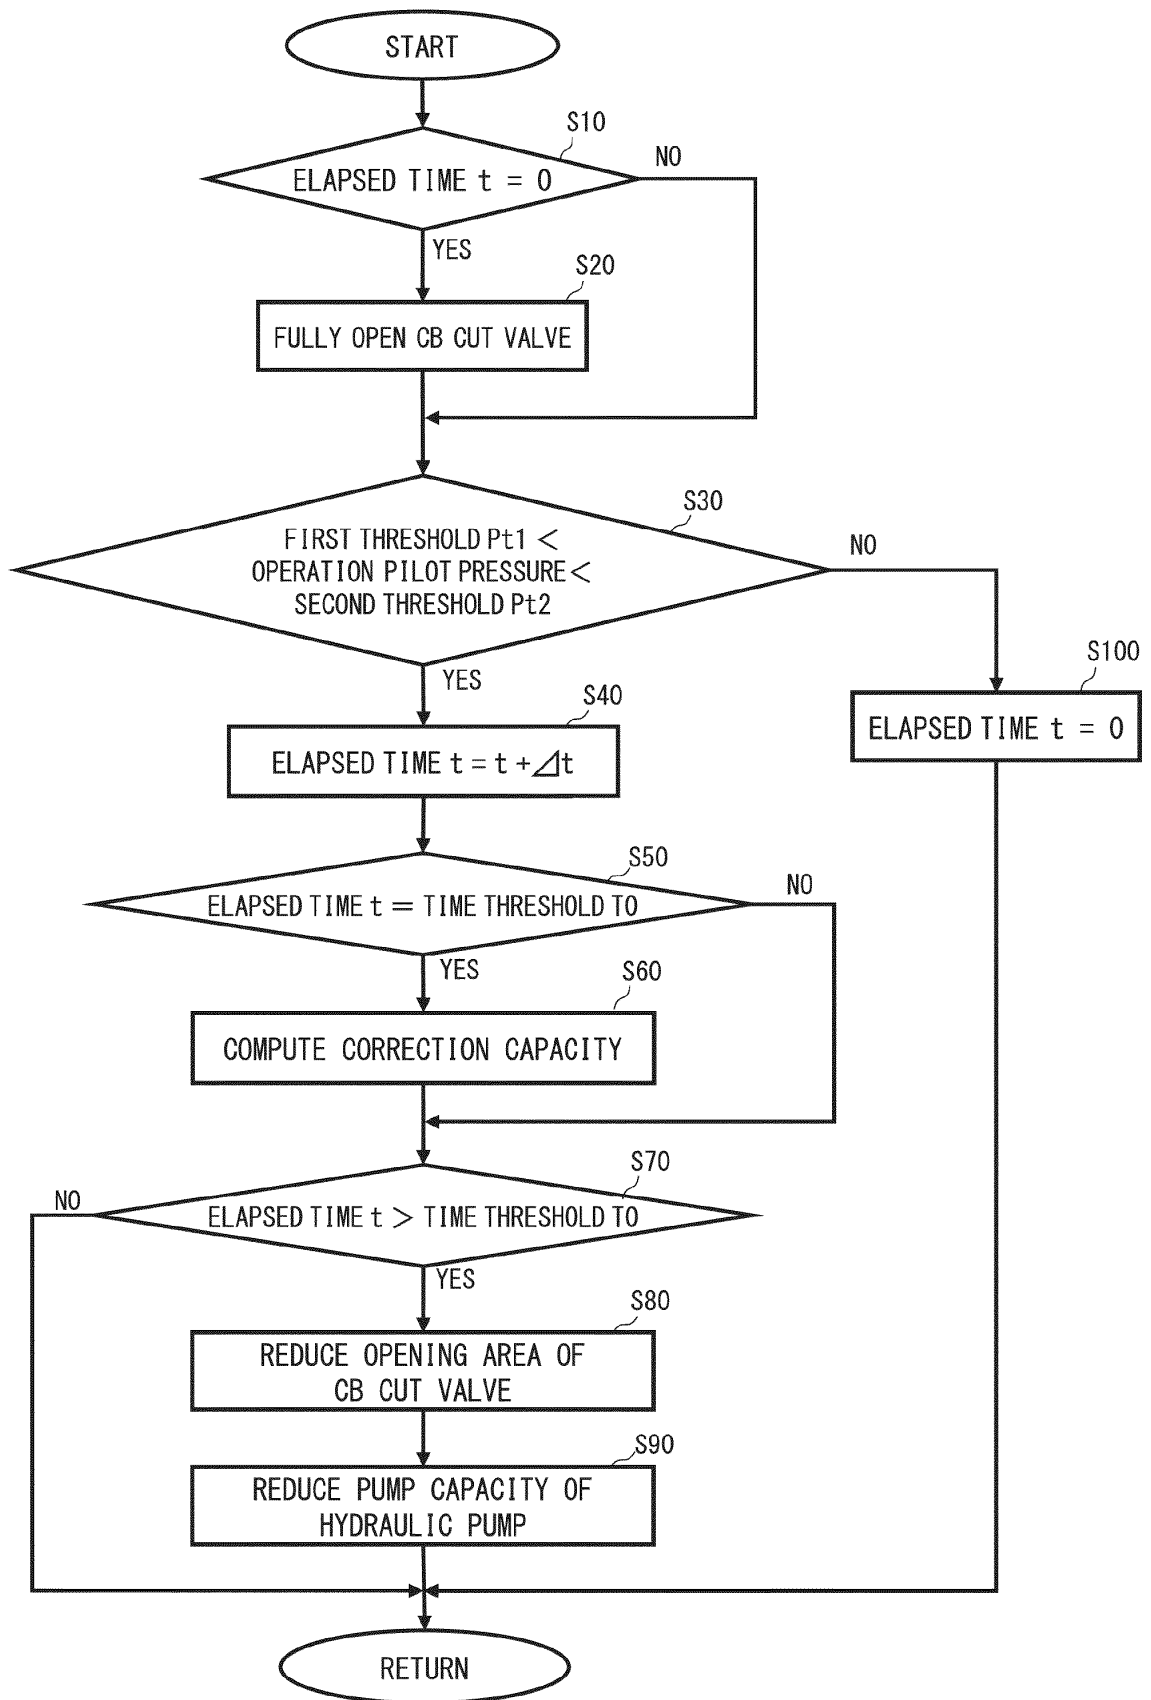 START
S10
NO
ELAPSED TIME t = 0
YES
S20
FULLY OPEN CB CUT VALVE
S30
NO
FIRST THRESHOLD Pt1 <
OPERATION PILOT PRESSURE <
SECOND THRESHOLD Pt2
YES
S100
ELAPSED TIME t = 0
S40
ELAPSED TIME t = t + ⊿t
S50
NO
ELAPSED TIME t = TIME THRESHOLD T0
YES
S60
COMPUTE CORRECTION CAPACITY
S70
NO
ELAPSED TIME t > TIME THRESHOLD T0
YES
S80
REDUCE OPENING AREA OF
CB CUT VALVE
S90
REDUCE PUMP CAPACITY OF
HYDRAULIC PUMP
RETURN